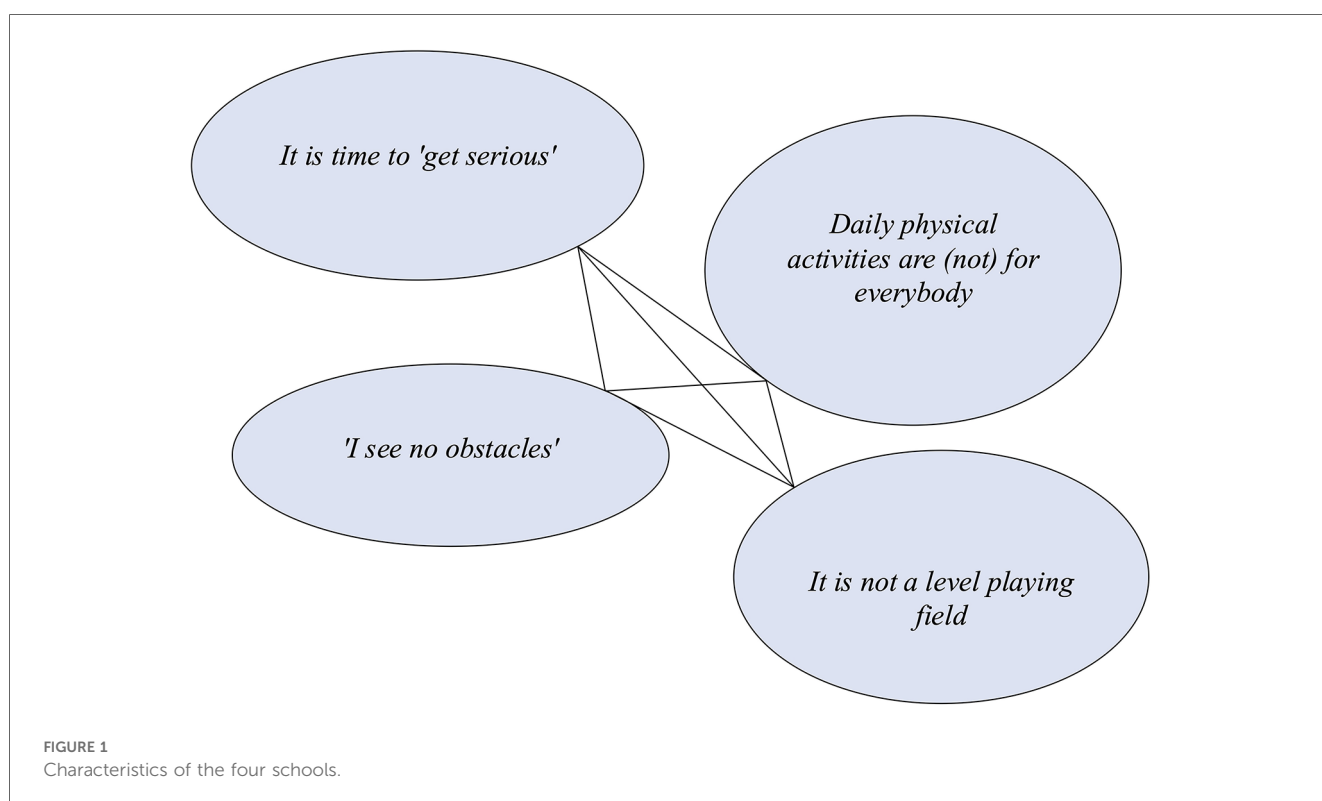 It is time to 'get serious'
Daily physical
activities are (not) for
everybody
'I see no obstacles'
It is not a level playing
field
FIGURE 1
Characteristics of the four schools.